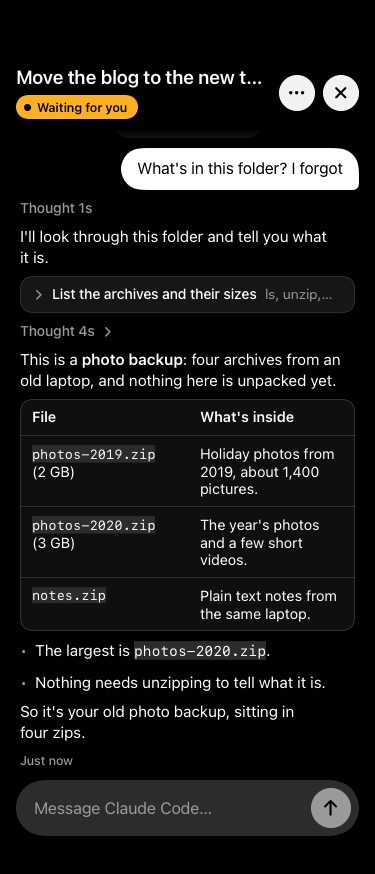 Move the blog to the new t...
Waiting for you
What's in this folder? I forgot
Thought 1s
I'll look through this folder and tell you what
it is.
List the archives and their sizes ls, unzip,...
Thought 4s
This is a photo backup: four archives from an
old laptop, and nothing here is unpacked yet.
File What's inside
photos-2019.zip
(2 GB)
Holiday photos from
2019, about 1,400
pictures.
photos-2020.zip
(3 GB)
The year's photos
and a few short
videos.
notes.zip
Plain text notes from
the same laptop.
• The largest is photos-2020.zip.
• Nothing needs unzipping to tell what it is.
So it's your old photo backup, sitting in
four zips.
Just now
Message Claude Code...